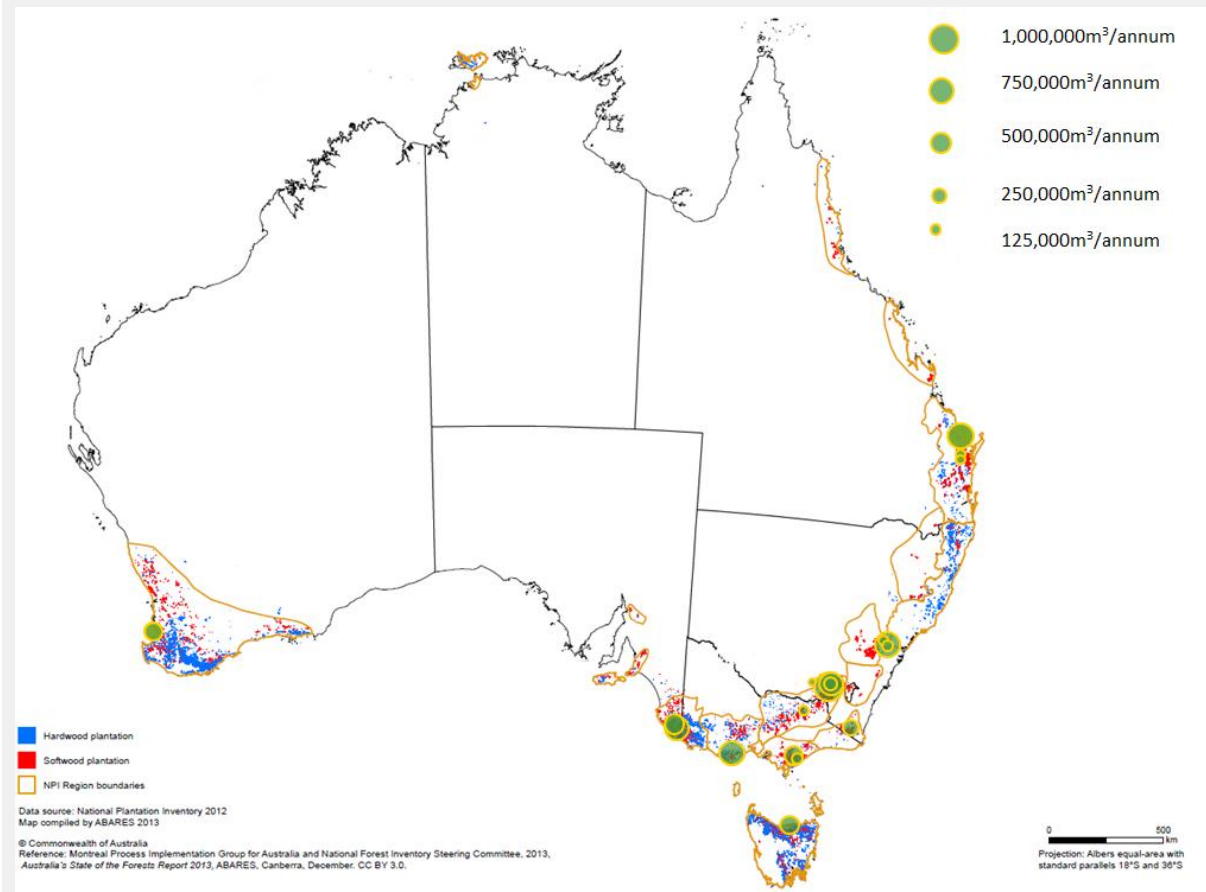 1,000,000m³/annum
750,000m³/annum
500,000m³/annum
250,000m³/annum
125,000m³/annum
Hardwood plantation
Softwood plantation
NPI Region boundaries
Data source: National Plantation Inventory 2012
Map compiled by ABARES 2013
© Commonwealth of Australia
Reference: Montreal Process Implementation Group for Australia and National Forest Inventory Steering Committee, 2013,
Australia's State of the Forests Report 2013, ABARES, Canberra, December. CC BY 3.0.
0 500
km
Projection: Albers equal-area with
standard parallels 18°S and 36°S